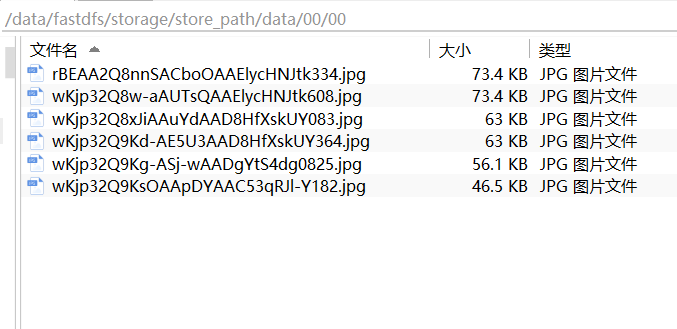 /data/fastdfs/storage/store_path/data/00/00
文件名 大小 类型
rBEAA2Q8nnSACboOAAElycHNJtk334.jpg 73.4 KB JPG 图片文件
wKjp32Q8w-aAUTsQAAElycHNJtk608.jpg 73.4 KB JPG 图片文件
wKjp32Q8xJiAAuYdAAD8HfXskUY083.jpg 63 KB JPG 图片文件
wKjp32Q9Kd-AE5U3AAD8HfXskUY364.jpg 63 KB JPG 图片文件
wKjp32Q9Kg-ASj-wAADgYtS4dg0825.jpg 56.1 KB JPG 图片文件
wKjp32Q9KsOAApDYAAC53qRJl-Y182.jpg 46.5 KB JPG 图片文件